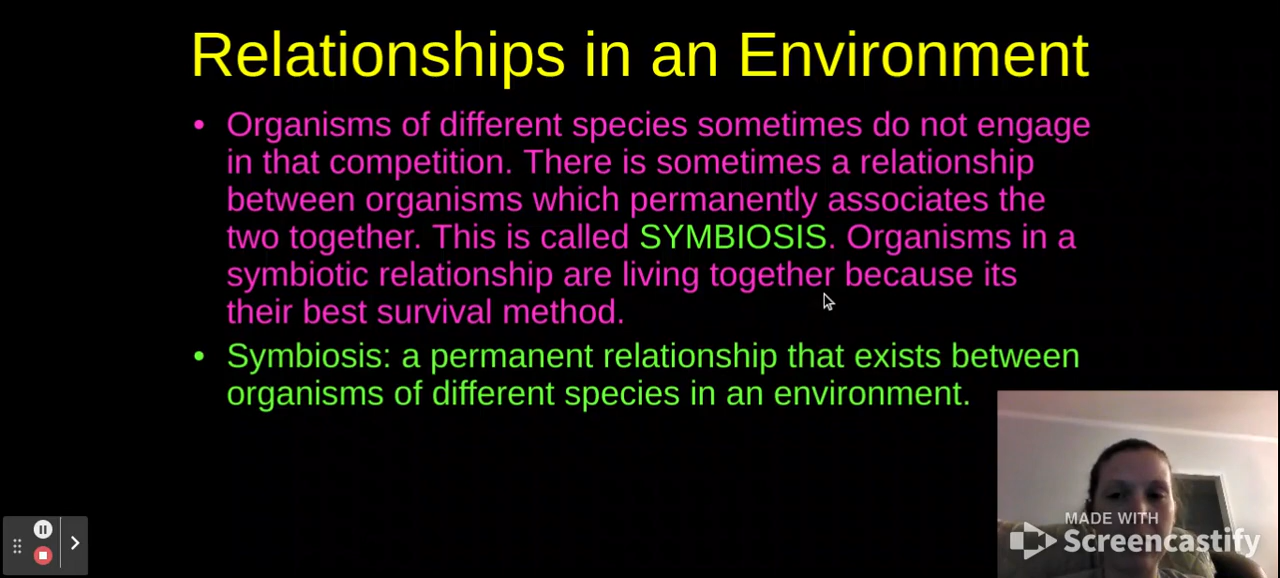 Relationships in an Environment
• Organisms of different species sometimes do not engage
in that competition. There is sometimes a relationship
between organisms which permanently associates the
two together. This is called SYMBIOSIS. Organisms in a
symbiotic relationship are living together because its
their best survival method.
• Symbiosis: a permanent relationship that exists between
organisms of different species in an environment.
MADE WITH
Screencastify